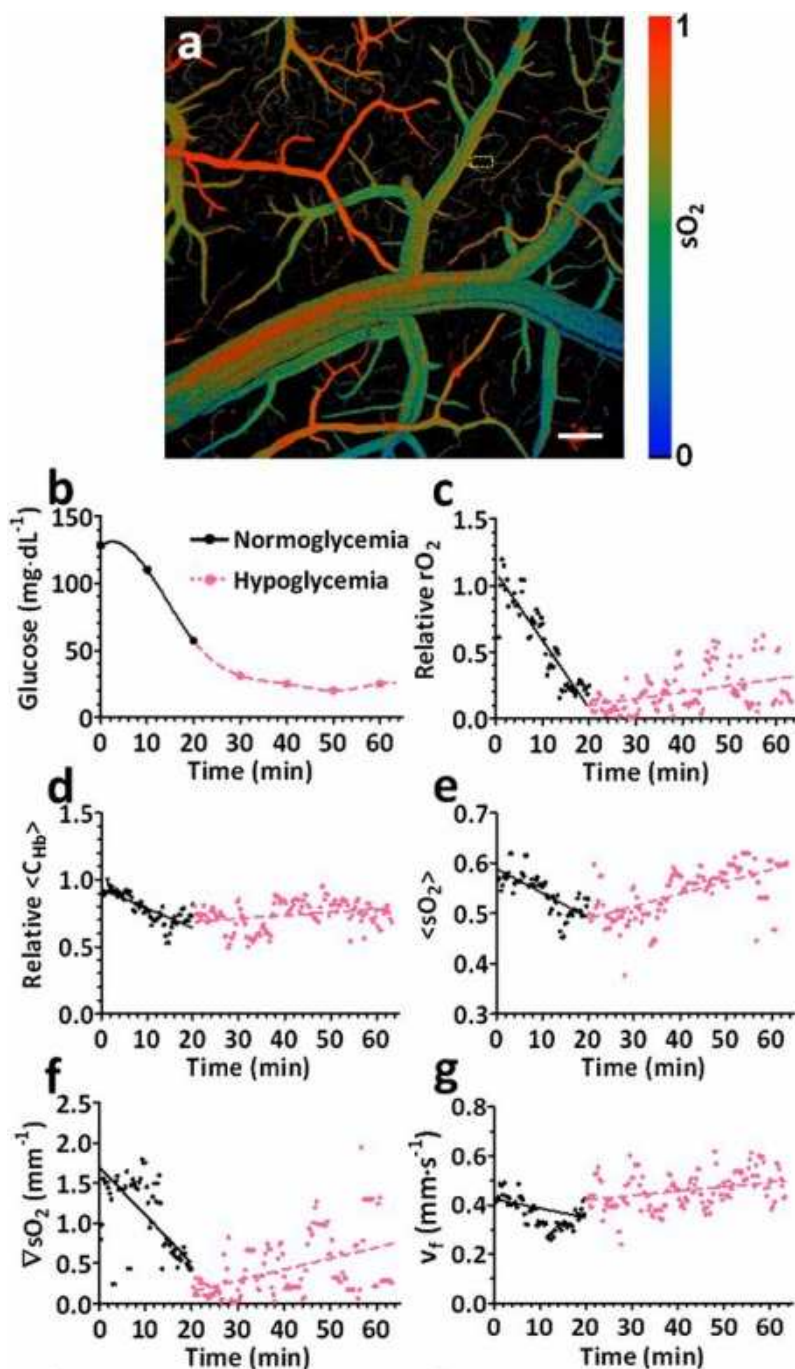 a
1
sO2
0
b
Glucose (mg·dL-1)
150
100
50
0
Normoglycemia
Hypoglycemia
0 10 20 30 40 50 60
Time (min)
c
Relative rO2
1.5
1.0
0.5
0.0
0 10 20 30 40 50 60
Time (min)
d
Relative <CHb>
1.5
1.0
0.5
0.0
0 10 20 30 40 50 60
Time (min)
e
<sO2>
0.7
0.6
0.5
0.4
0.3
0 10 20 30 40 50 60
Time (min)
f
∇sO2 (mm-1)
2.5
2.0
1.5
1.0
0.5
0.0
0 10 20 30 40 50 60
Time (min)
g
vf (mm·s-1)
0.8
0.6
0.4
0.2
0.0
0 10 20 30 40 50 60
Time (min)